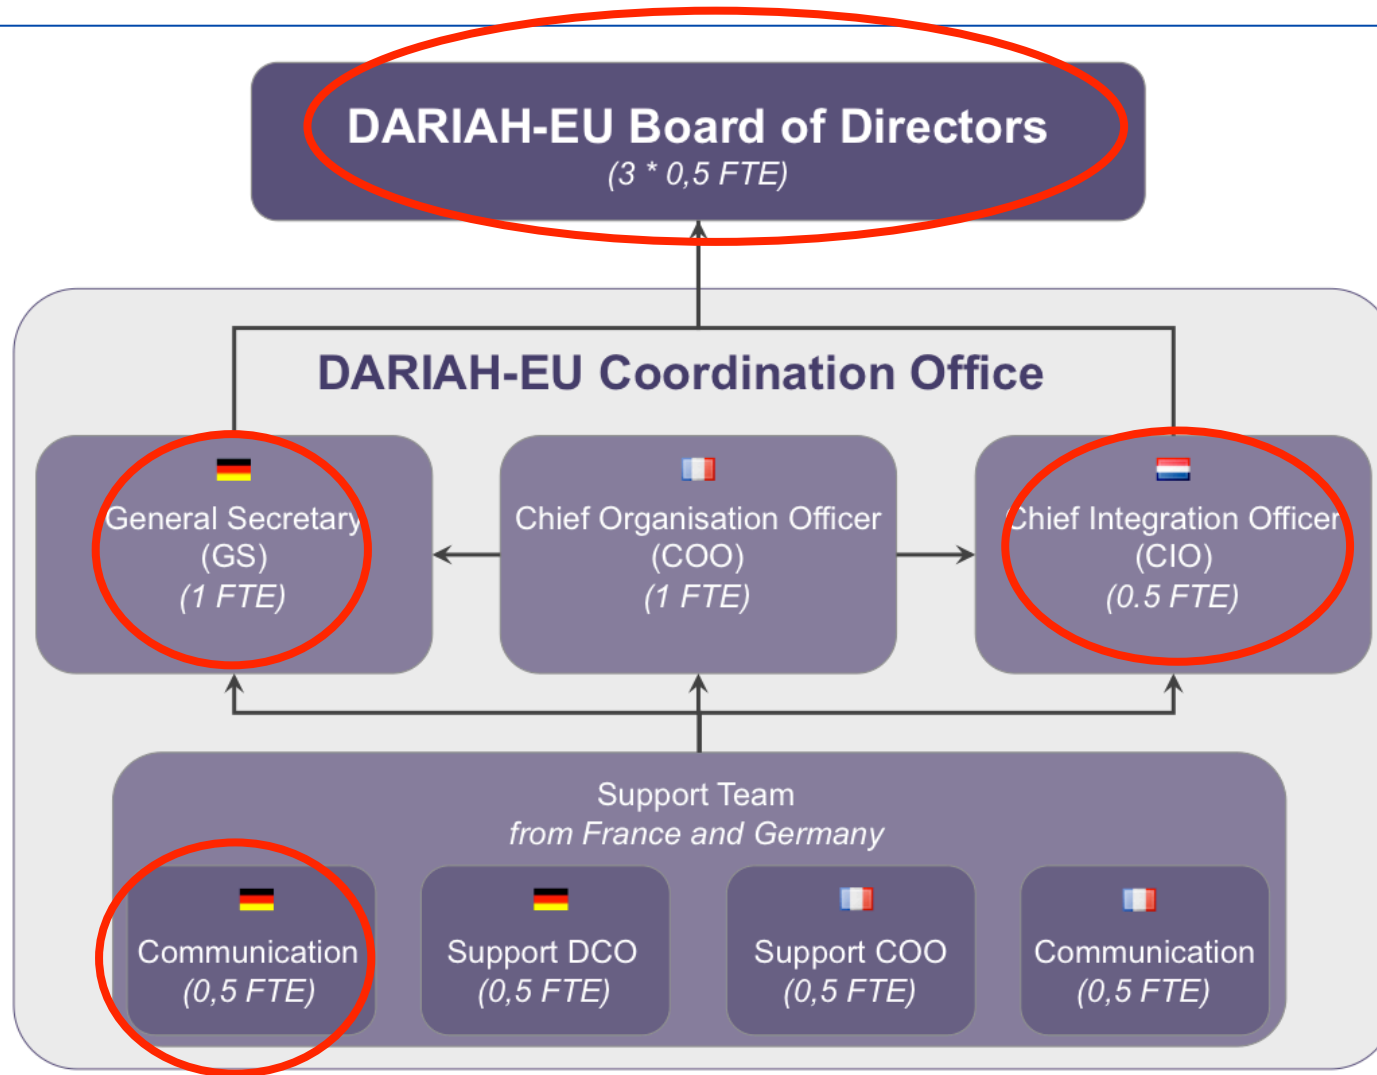 DARIAH-EU Board of Directors
(3 * 0,5 FTE)
DARIAH-EU Coordination Office
General Secretary
(GS)
(1 FTE)
Chief Organisation Officer
(COO)
(1 FTE)
Chief Integration Officer
(CIO)
(0.5 FTE)
Support Team
from France and Germany
Communication
(0,5 FTE)
Support DCO
(0,5 FTE)
Support COO
(0,5 FTE)
Communication
(0,5 FTE)